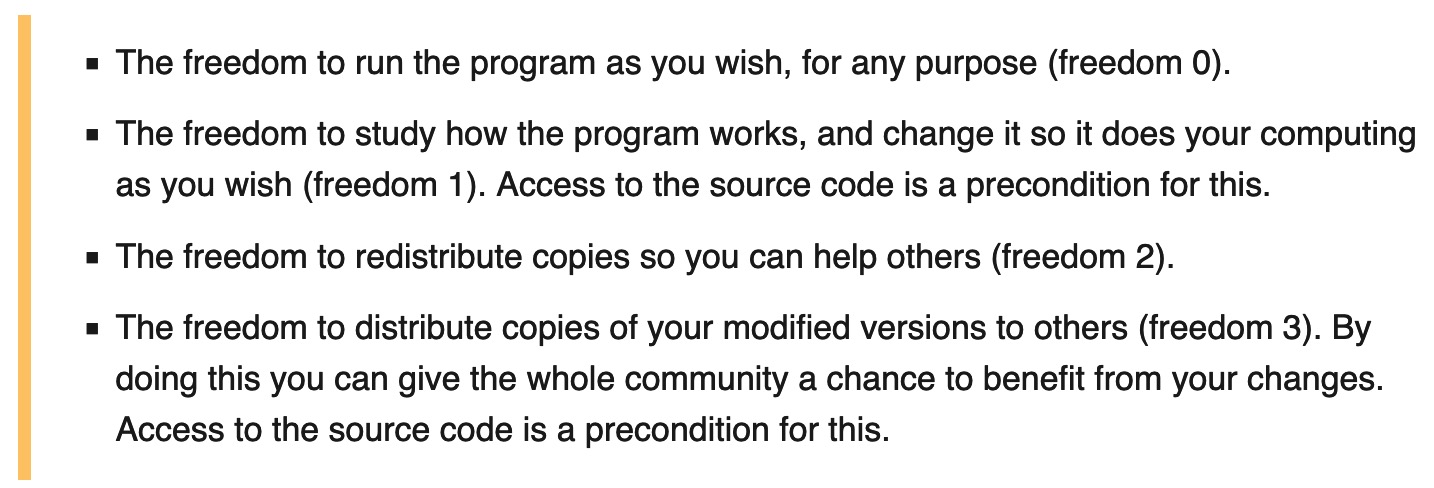 ▪ The freedom to run the program as you wish, for any purpose (freedom 0).
▪ The freedom to study how the program works, and change it so it does your computing
as you wish (freedom 1). Access to the source code is a precondition for this.
▪ The freedom to redistribute copies so you can help others (freedom 2).
▪ The freedom to distribute copies of your modified versions to others (freedom 3). By
doing this you can give the whole community a chance to benefit from your changes.
Access to the source code is a precondition for this.